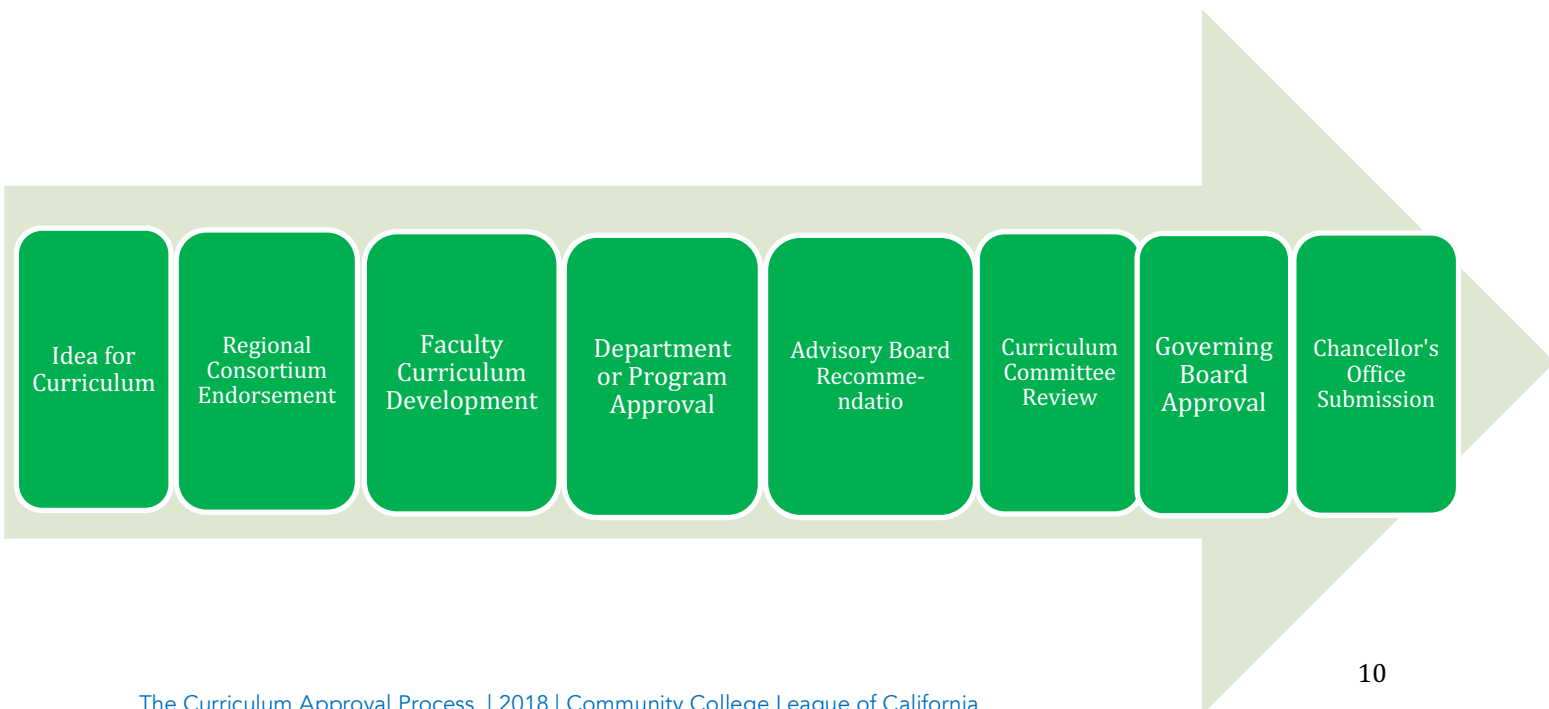 Idea for
Curriculum
Regional
Consortium
Endorsement
Faculty
Curriculum
Development
Department
or Program
Approval
Advisory Board
Recomme-
ndatio
Curriculum
Committee
Review
Governing
Board
Approval
Chancellor's
Office
Submission
10
The Curriculum Approval Process | 2018 | Community College League of California